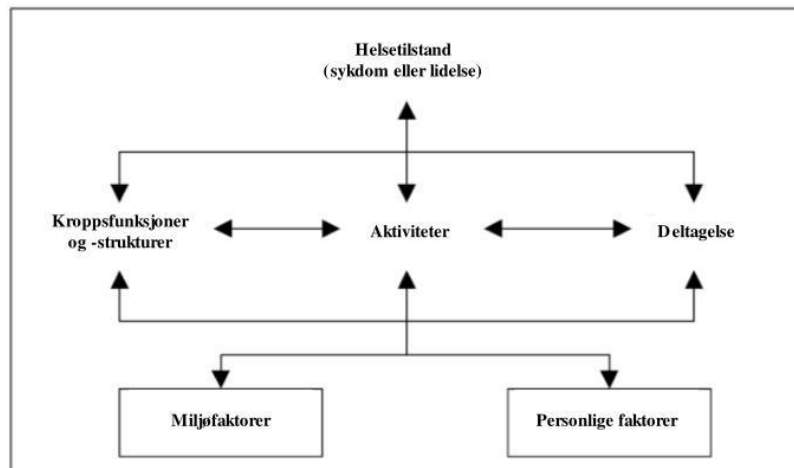 Helsetilstand
(sykdom eller lidelse)
Kroppsfunksjoner
og -strukturer
Aktiviteter
Deltagelse
Miljøfaktorer
Personlige faktorer